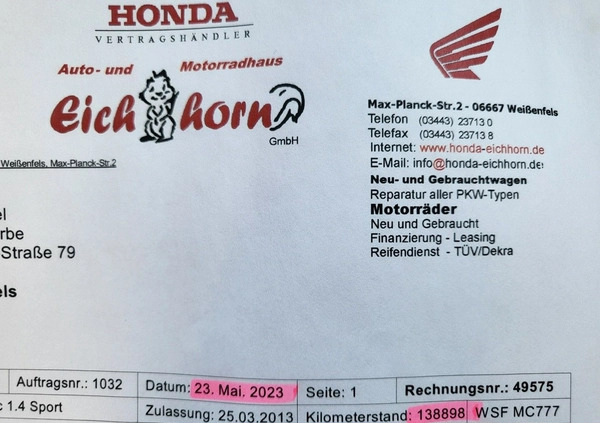 HONDA
VERTRAGSHÄNDLER
Auto- und Motorradhaus
Eichhorn
GmbH
Max-Planck-Str.2 - 06667 Weißenfels
Telefon (03443) 23713 0
Telefax (03443) 23713 8
Internet: www.honda-eichhorn.de
E-Mail: info@honda-eichhorn.de
Neu- und Gebrauchtwagen
Reparatur aller PKW-Typen
Motorräder
Neu und Gebraucht
Finanzierung - Leasing
Reifendienst - TÜV/Dekra
Weißenfels, Max-Planck-Str.2
el
rbe
Straße 79
els
Auftragsnr.: 1032 Datum: 23. Mai. 2023 Seite: 1 Rechnungsnr.: 49575
c 1.4 Sport Zulassung: 25.03.2013 Kilometerstand: 138898 WSF MC777